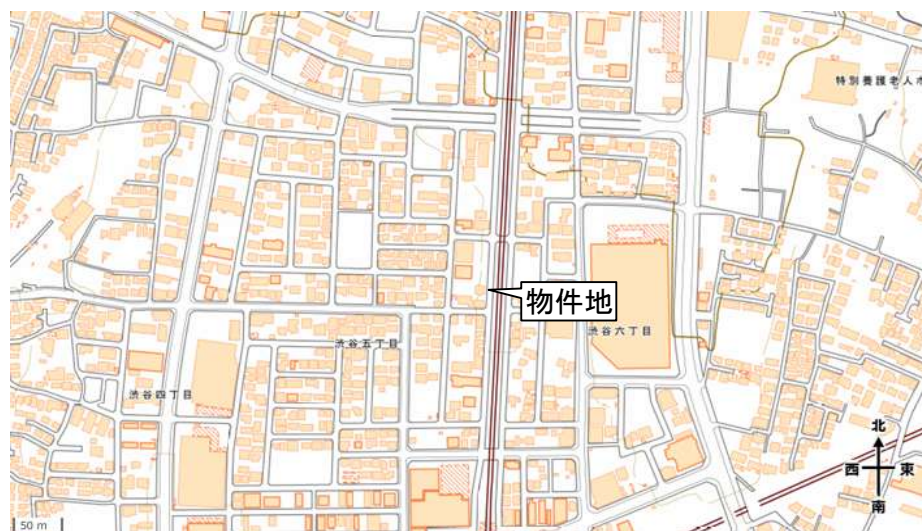 特別養護老人ホ
物件地
渋谷六丁目
渋谷五丁目
渋谷四丁目
北
西 東
南
50 m